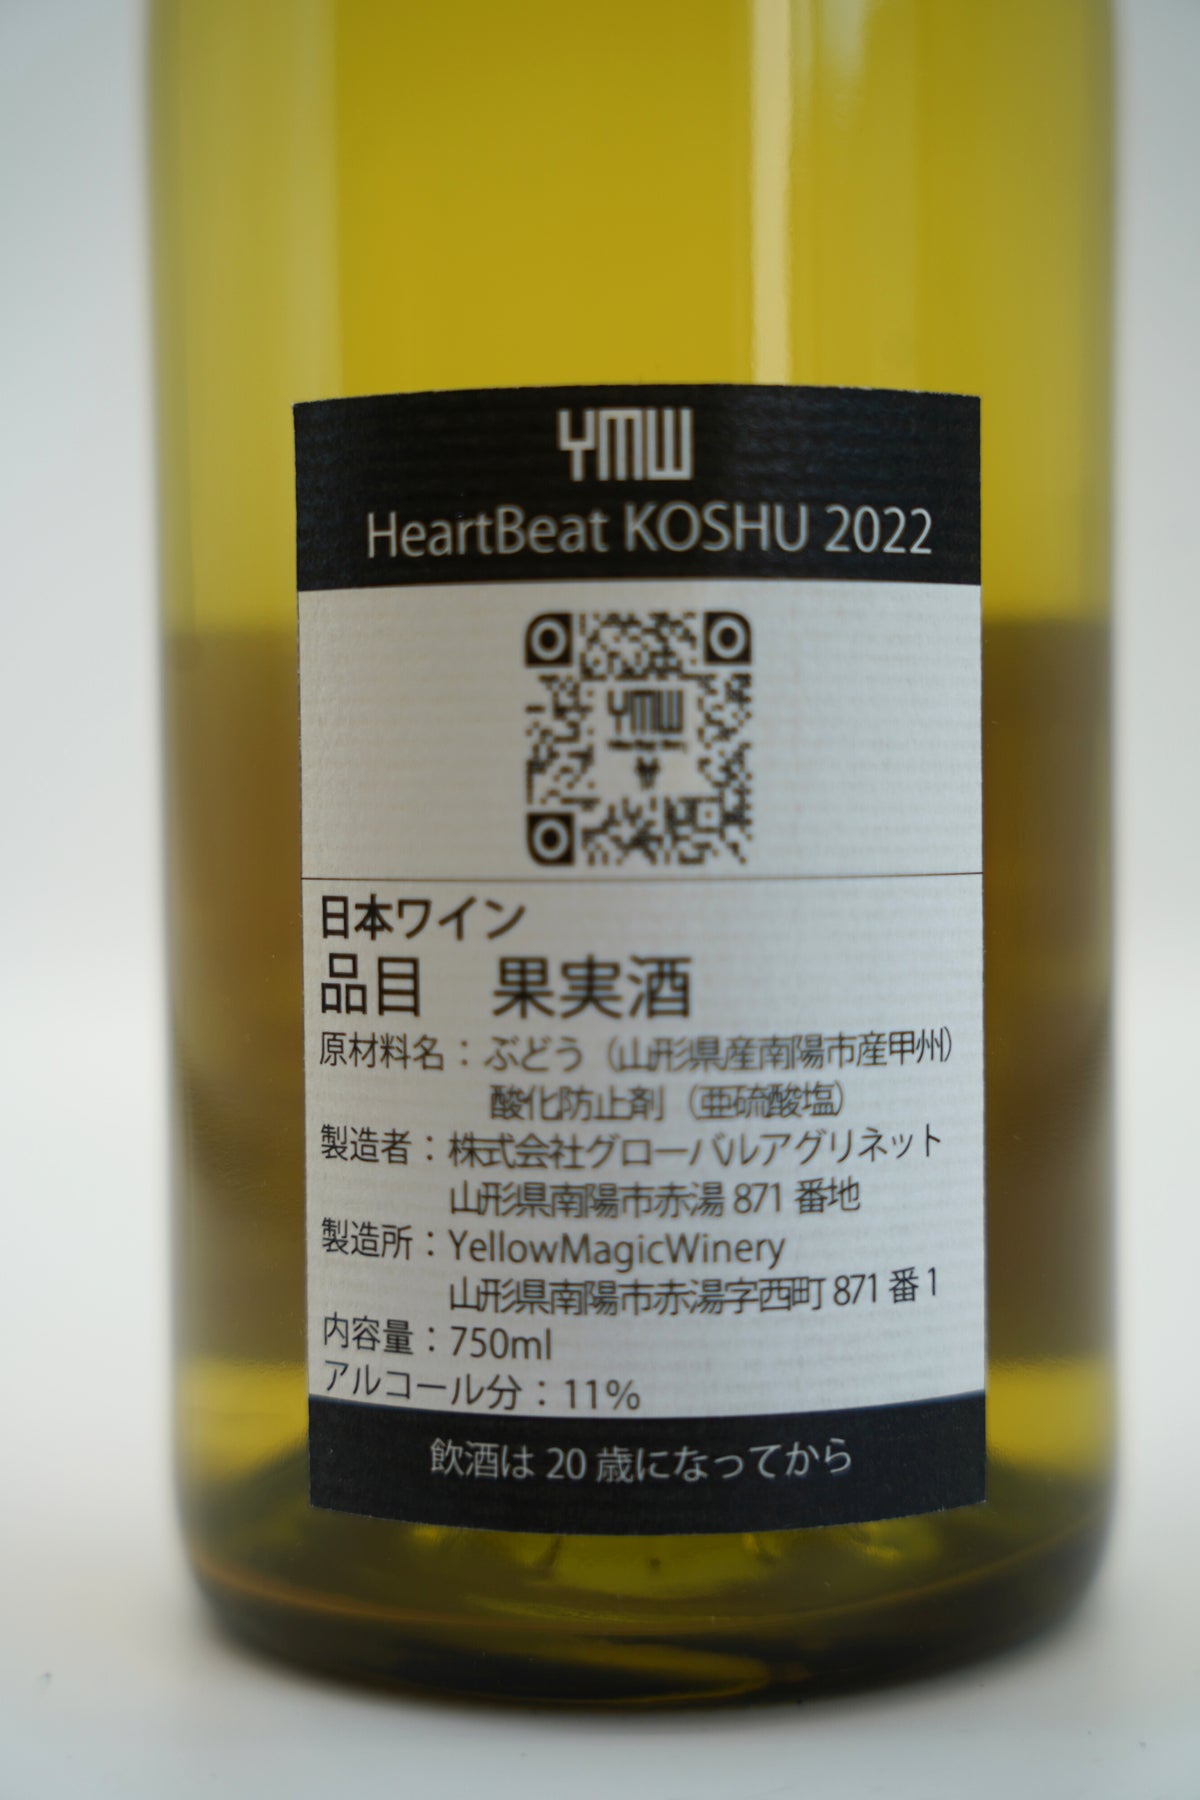 YMW
HeartBeat KOSHU 2022
YMW
日本ワイン
品目 果実酒
原材料名：ぶどう（山形県産南陽市産甲州）
酸化防止剤（亜硫酸塩）
製造者：株式会社グローバルアグリネット
山形県南陽市赤湯 871 番地
製造所：YellowMagicWinery
山形県南陽市赤湯字西町 871 番 1
内容量：750ml
アルコール分：11%
飲酒は 20 歳になってから